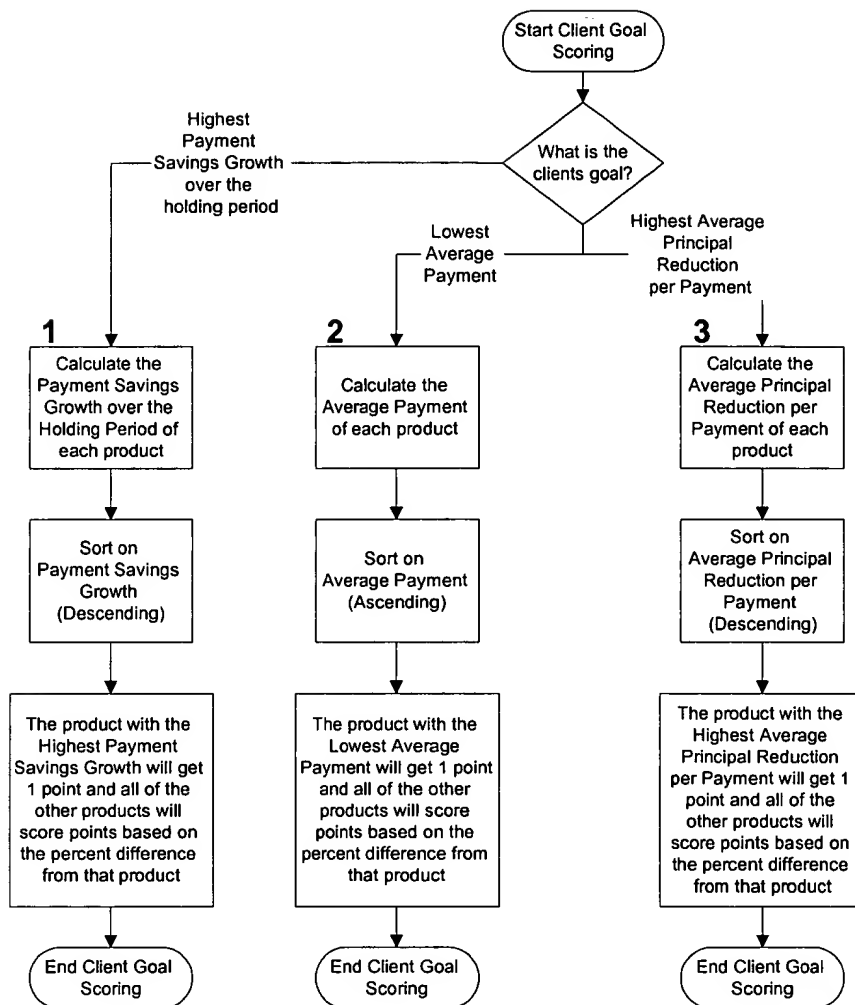 Start Client Goal
Scoring
What is the
clients goal?
Highest
Payment
Savings Growth
over the
holding period
Lowest
Average
Payment
Highest Average
Principal
Reduction
per Payment
1
Calculate the
Payment Savings
Growth over the
Holding Period of
each product
Sort on
Payment Savings
Growth
(Descending)
The product with the
Highest Payment
Savings Growth will get
1 point and all of the
other products will
score points based on
the percent difference
from that product
End Client Goal
Scoring
2
Calculate the
Average Payment
of each product
Sort on
Average Payment
(Ascending)
The product with the
Lowest Average
Payment will get 1 point
and all of the other
products will score
points based on the
percent difference from
that product
End Client Goal
Scoring
3
Calculate the
Average Principal
Reduction per
Payment of each
product
Sort on
Average Principal
Reduction per
Payment
(Descending)
The product with the
Highest Average
Principal Reduction
per Payment will get 1
point and all of the
other products will
score points based on
the percent difference
from that product
End Client Goal
Scoring